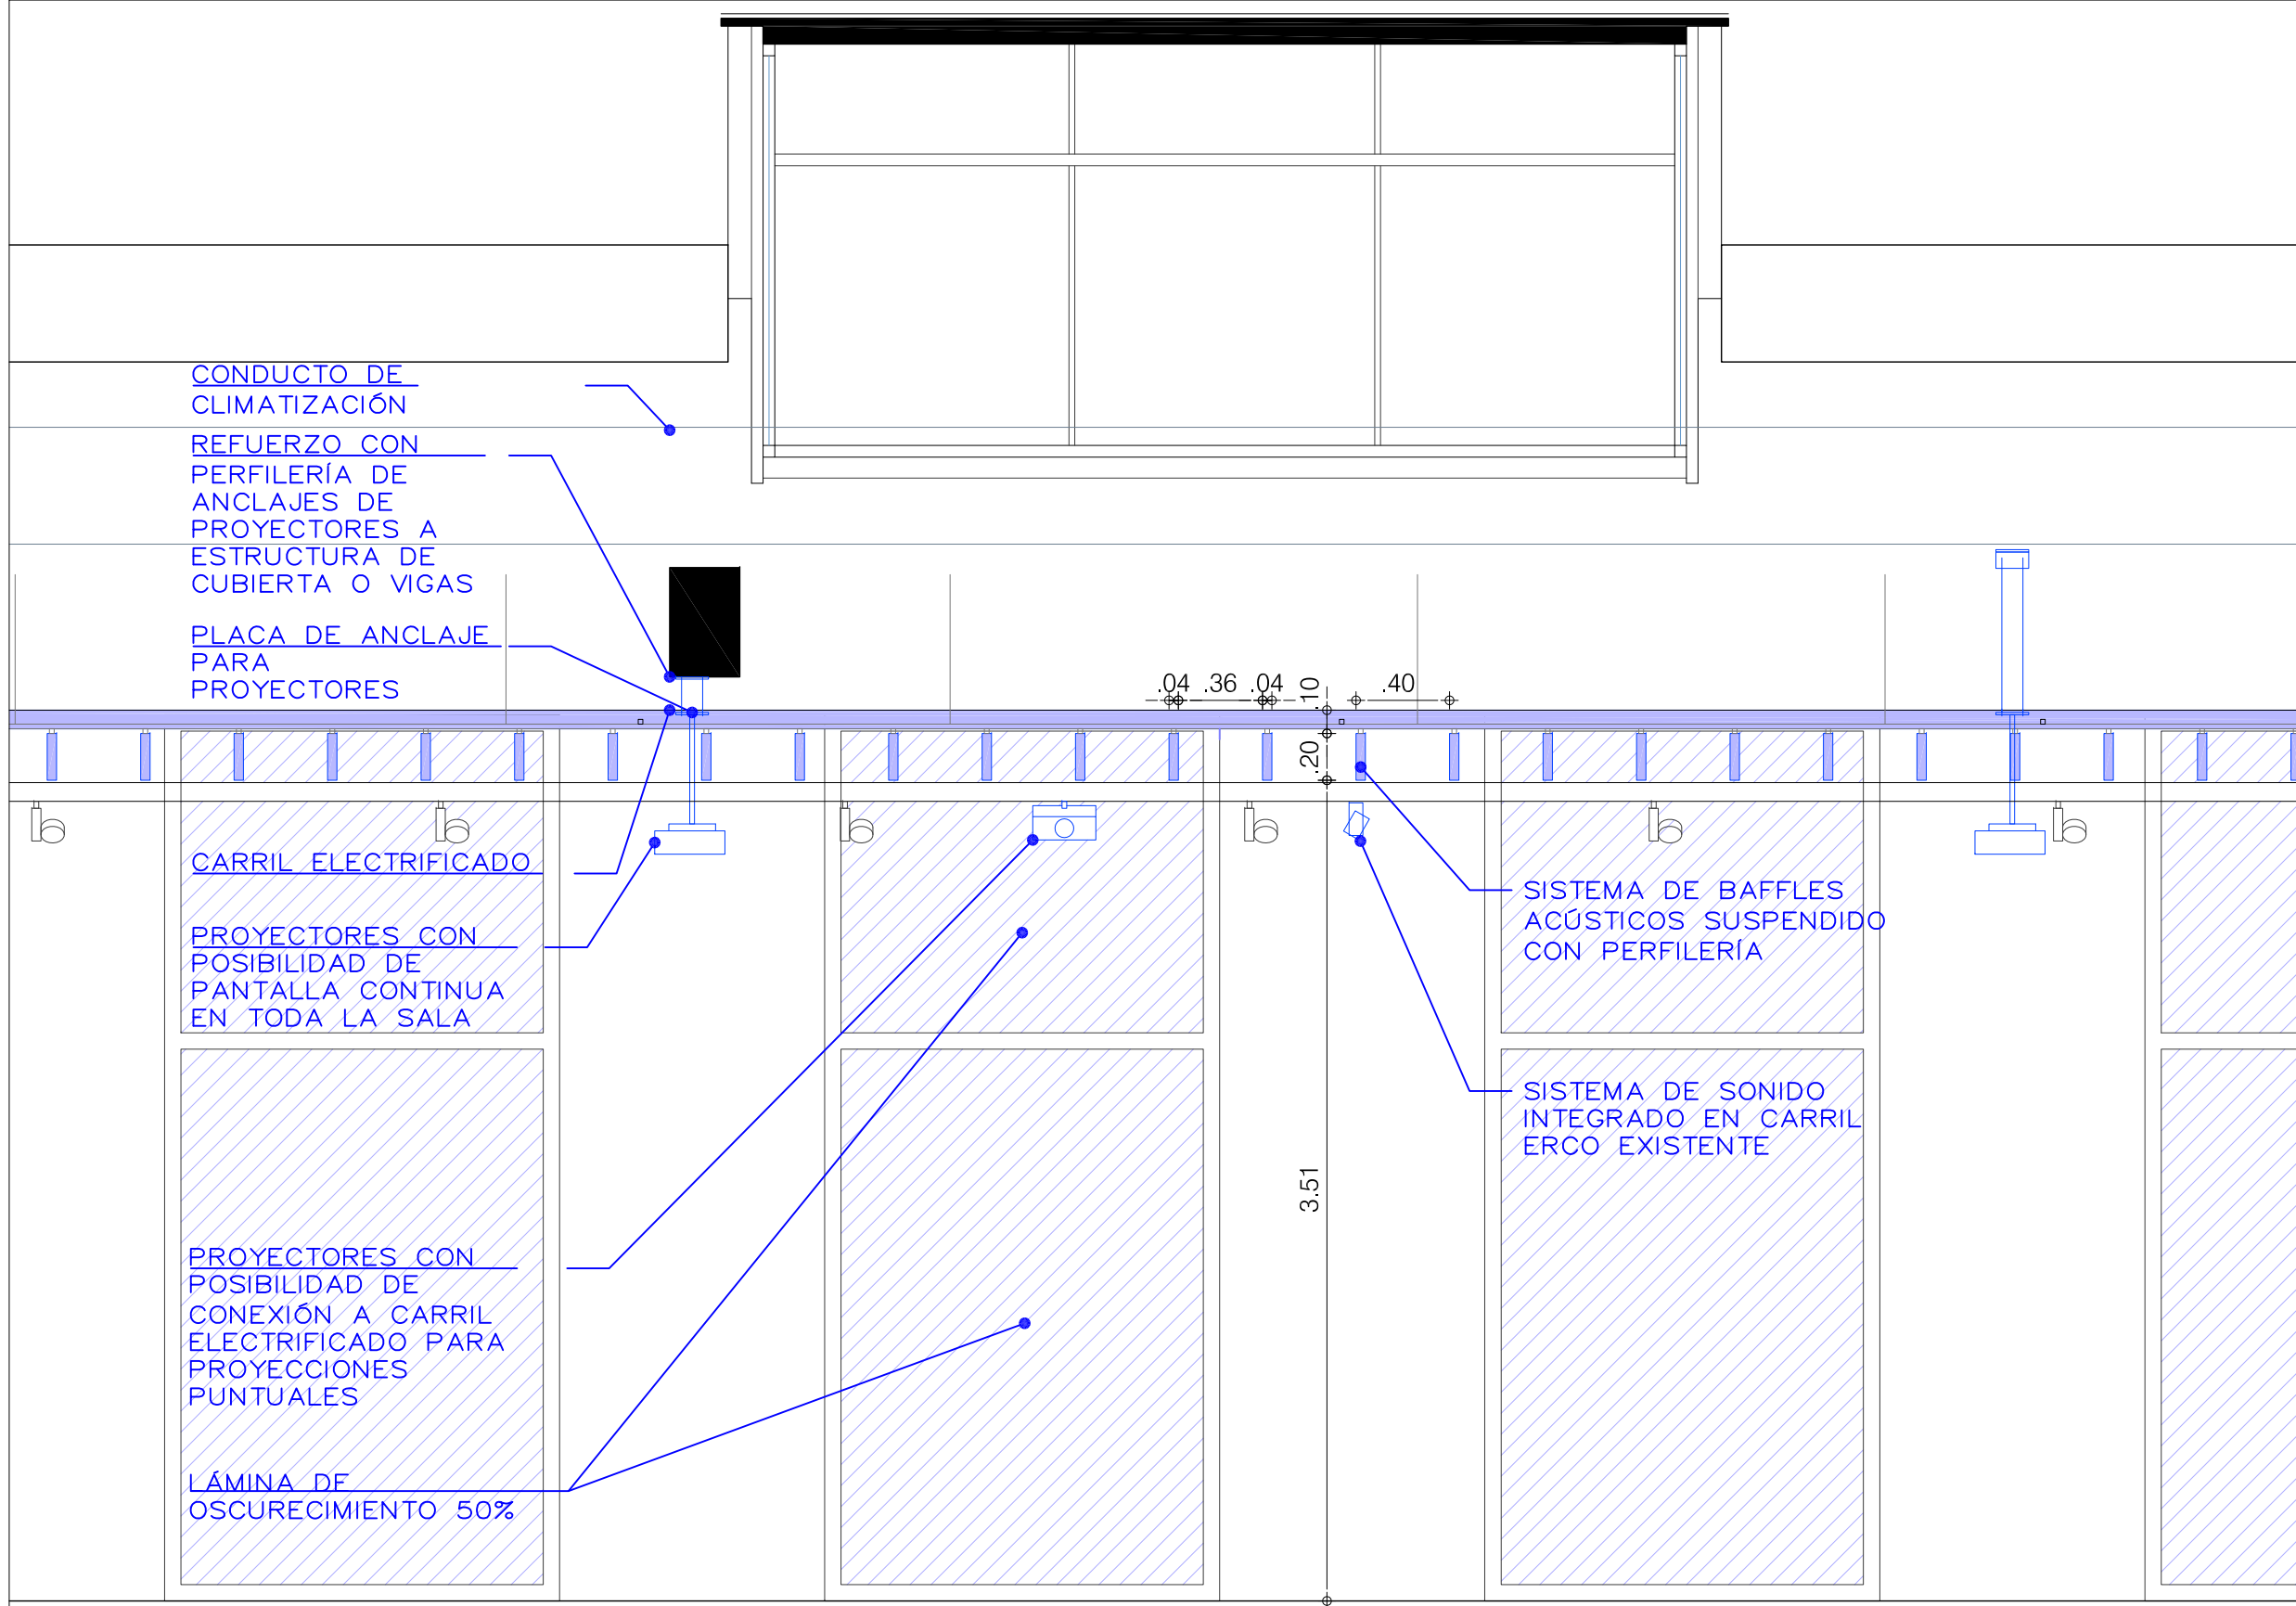 CONDUCTO DE
CLIMATIZACIÓN
REFUERZO CON
PERFILERÍA DE
ANCLAJES DE
PROYECTORES A
ESTRUCTURA DE
CUBIERTA O VIGAS
PLACA DE ANCLAJE
PARA
PROYECTORES
.04 .36 .04 .10 .40
.20
CARRIL ELECTRIFICADO
PROYECTORES CON
POSIBILIDAD DE
PANTALLA CONTINUA
EN TODA LA SALA
SISTEMA DE BAFFLES
ACÚSTICOS SUSPENDIDO
CON PERFILERÍA
SISTEMA DE SONIDO
INTEGRADO EN CARRIL
ERCO EXISTENTE
3.51
PROYECTORES CON
POSIBILIDAD DE
CONEXIÓN A CARRIL
ELECTRIFICADO PARA
PROYECCIONES
PUNTUALES
LÁMINA DE
OSCURECIMIENTO 50%